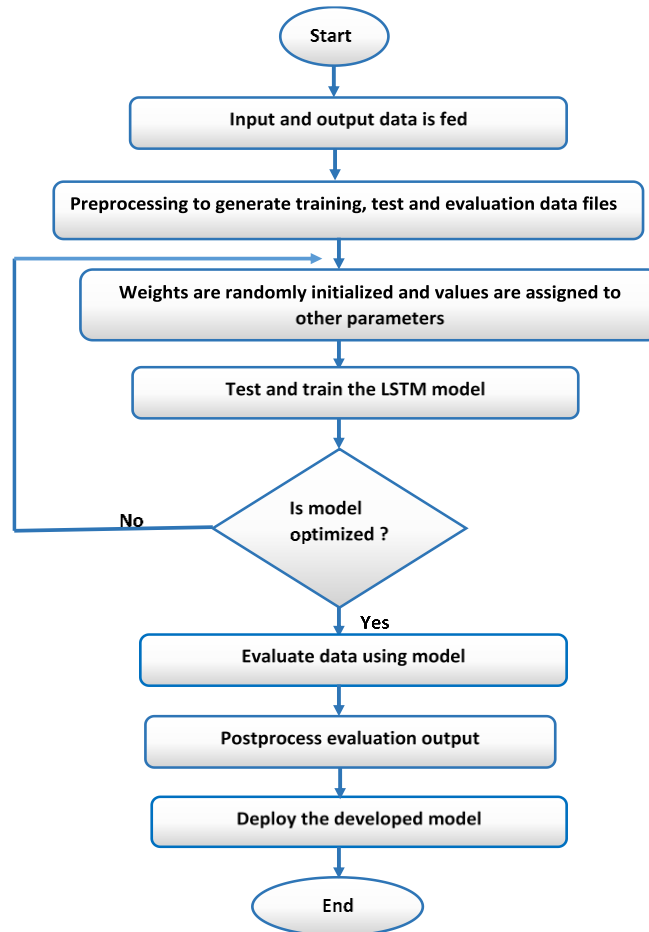 Start
Input and output data is fed
Preprocessing to generate training, test and evaluation data files
Weights are randomly initialized and values are assigned to
other parameters
Test and train the LSTM model
Is model
optimized ?
No
Yes
Evaluate data using model
Postprocess evaluation output
Deploy the developed model
End